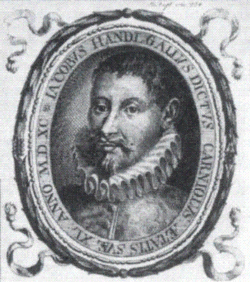 IACOBVS HANDL GALLVS DICTVS CARNIOLVS ÆTATIS SVÆ XL ANNO M D XC